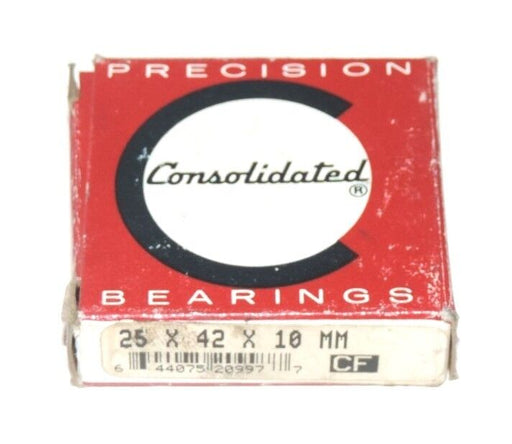 PRECISION
Consolidated ®
BEARINGS
25 X 42 X 10 MM
6 44075 20997 7
CF